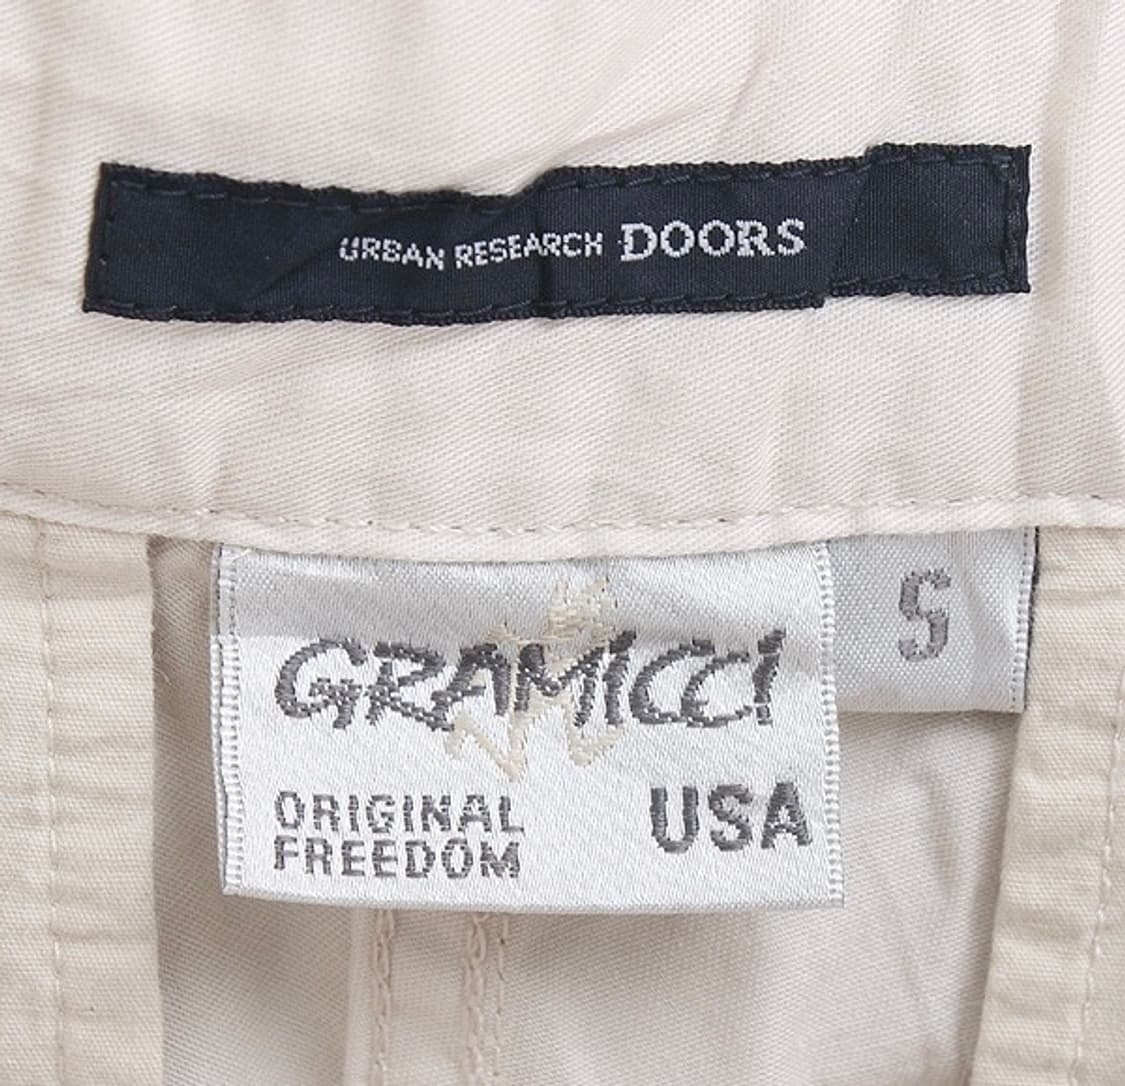 URBAN RESEARCH DOORS
GRAMICCI
S
ORIGINAL
FREEDOM
USA